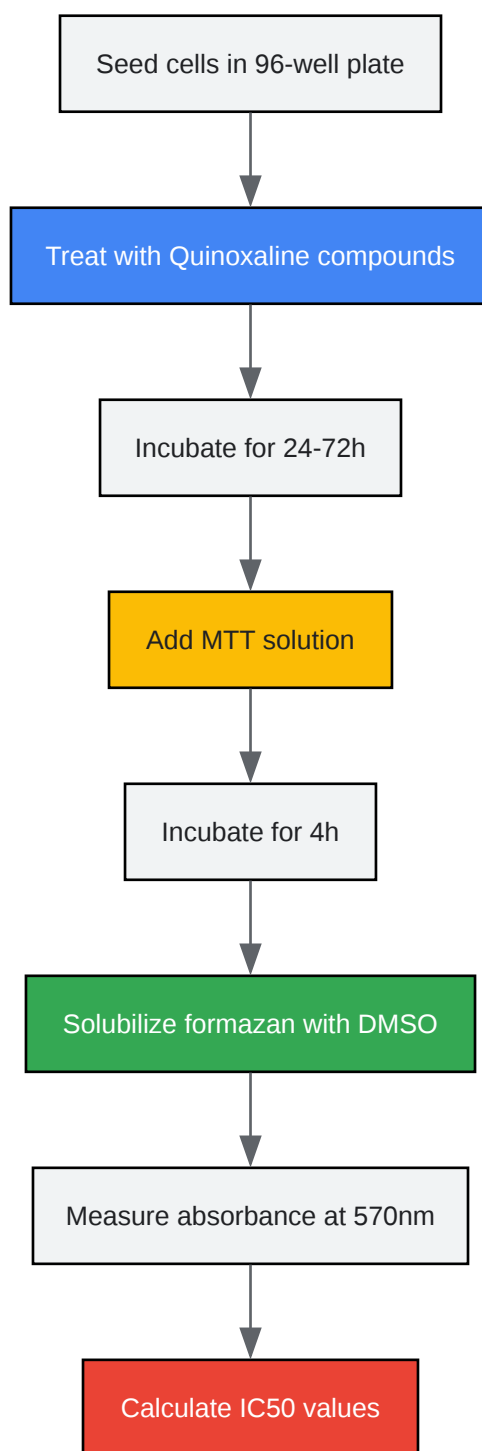 Seed cells in 96-well plate
Treat with Quinoxaline compounds
Incubate for 24-72h
Add MTT solution
Incubate for 4h
Solubilize formazan with DMSO
Measure absorbance at 570nm
Calculate IC50 values